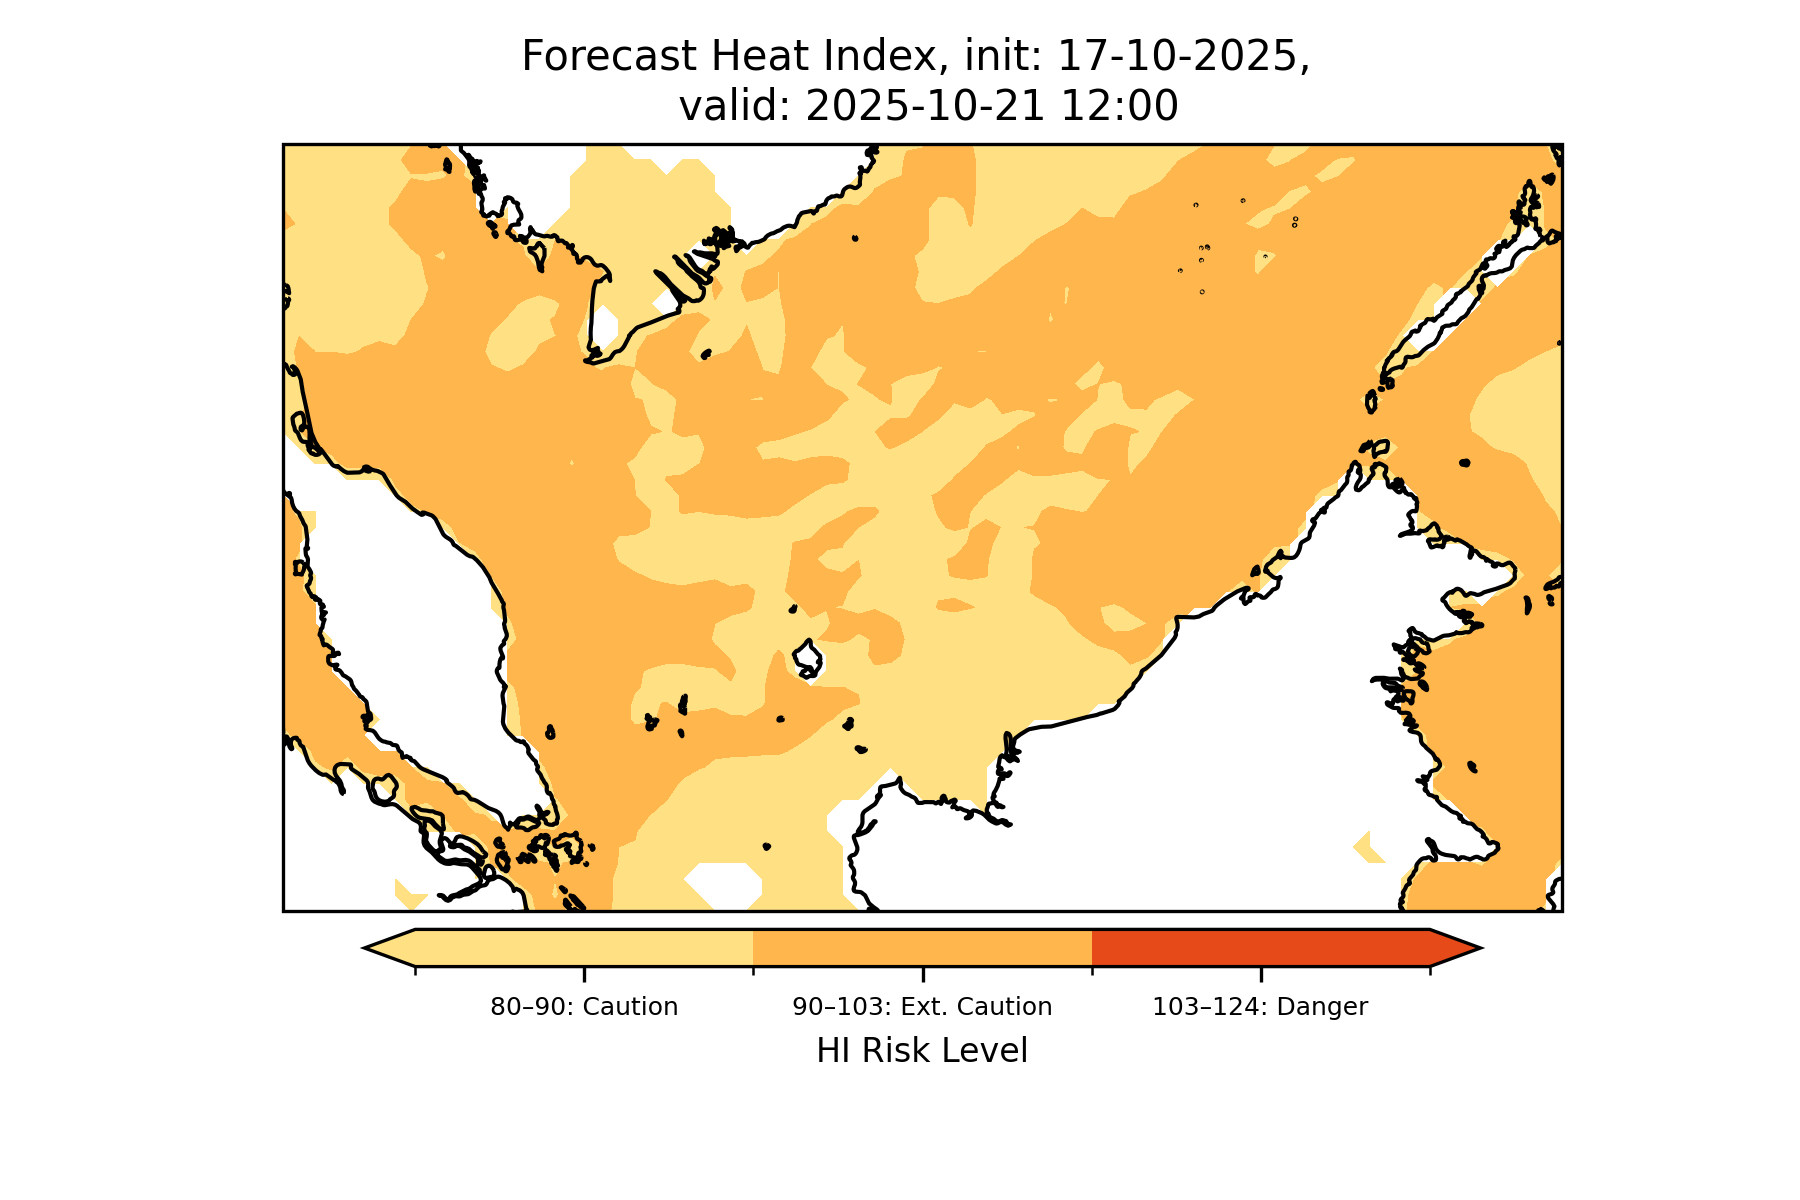 Forecast Heat Index, init: 17-10-2025,
valid: 2025-10-21 12:00
80–90: Caution
90–103: Ext. Caution
103–124: Danger
HI Risk Level